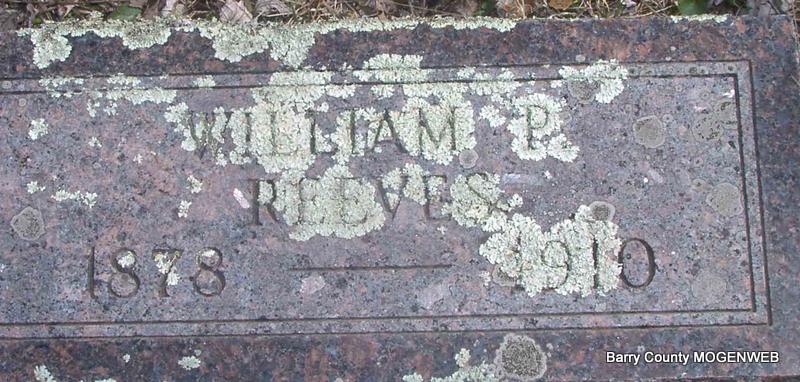 WILLIAM P.
REEVES
1878 — 1910
Barry County MOGENWEB